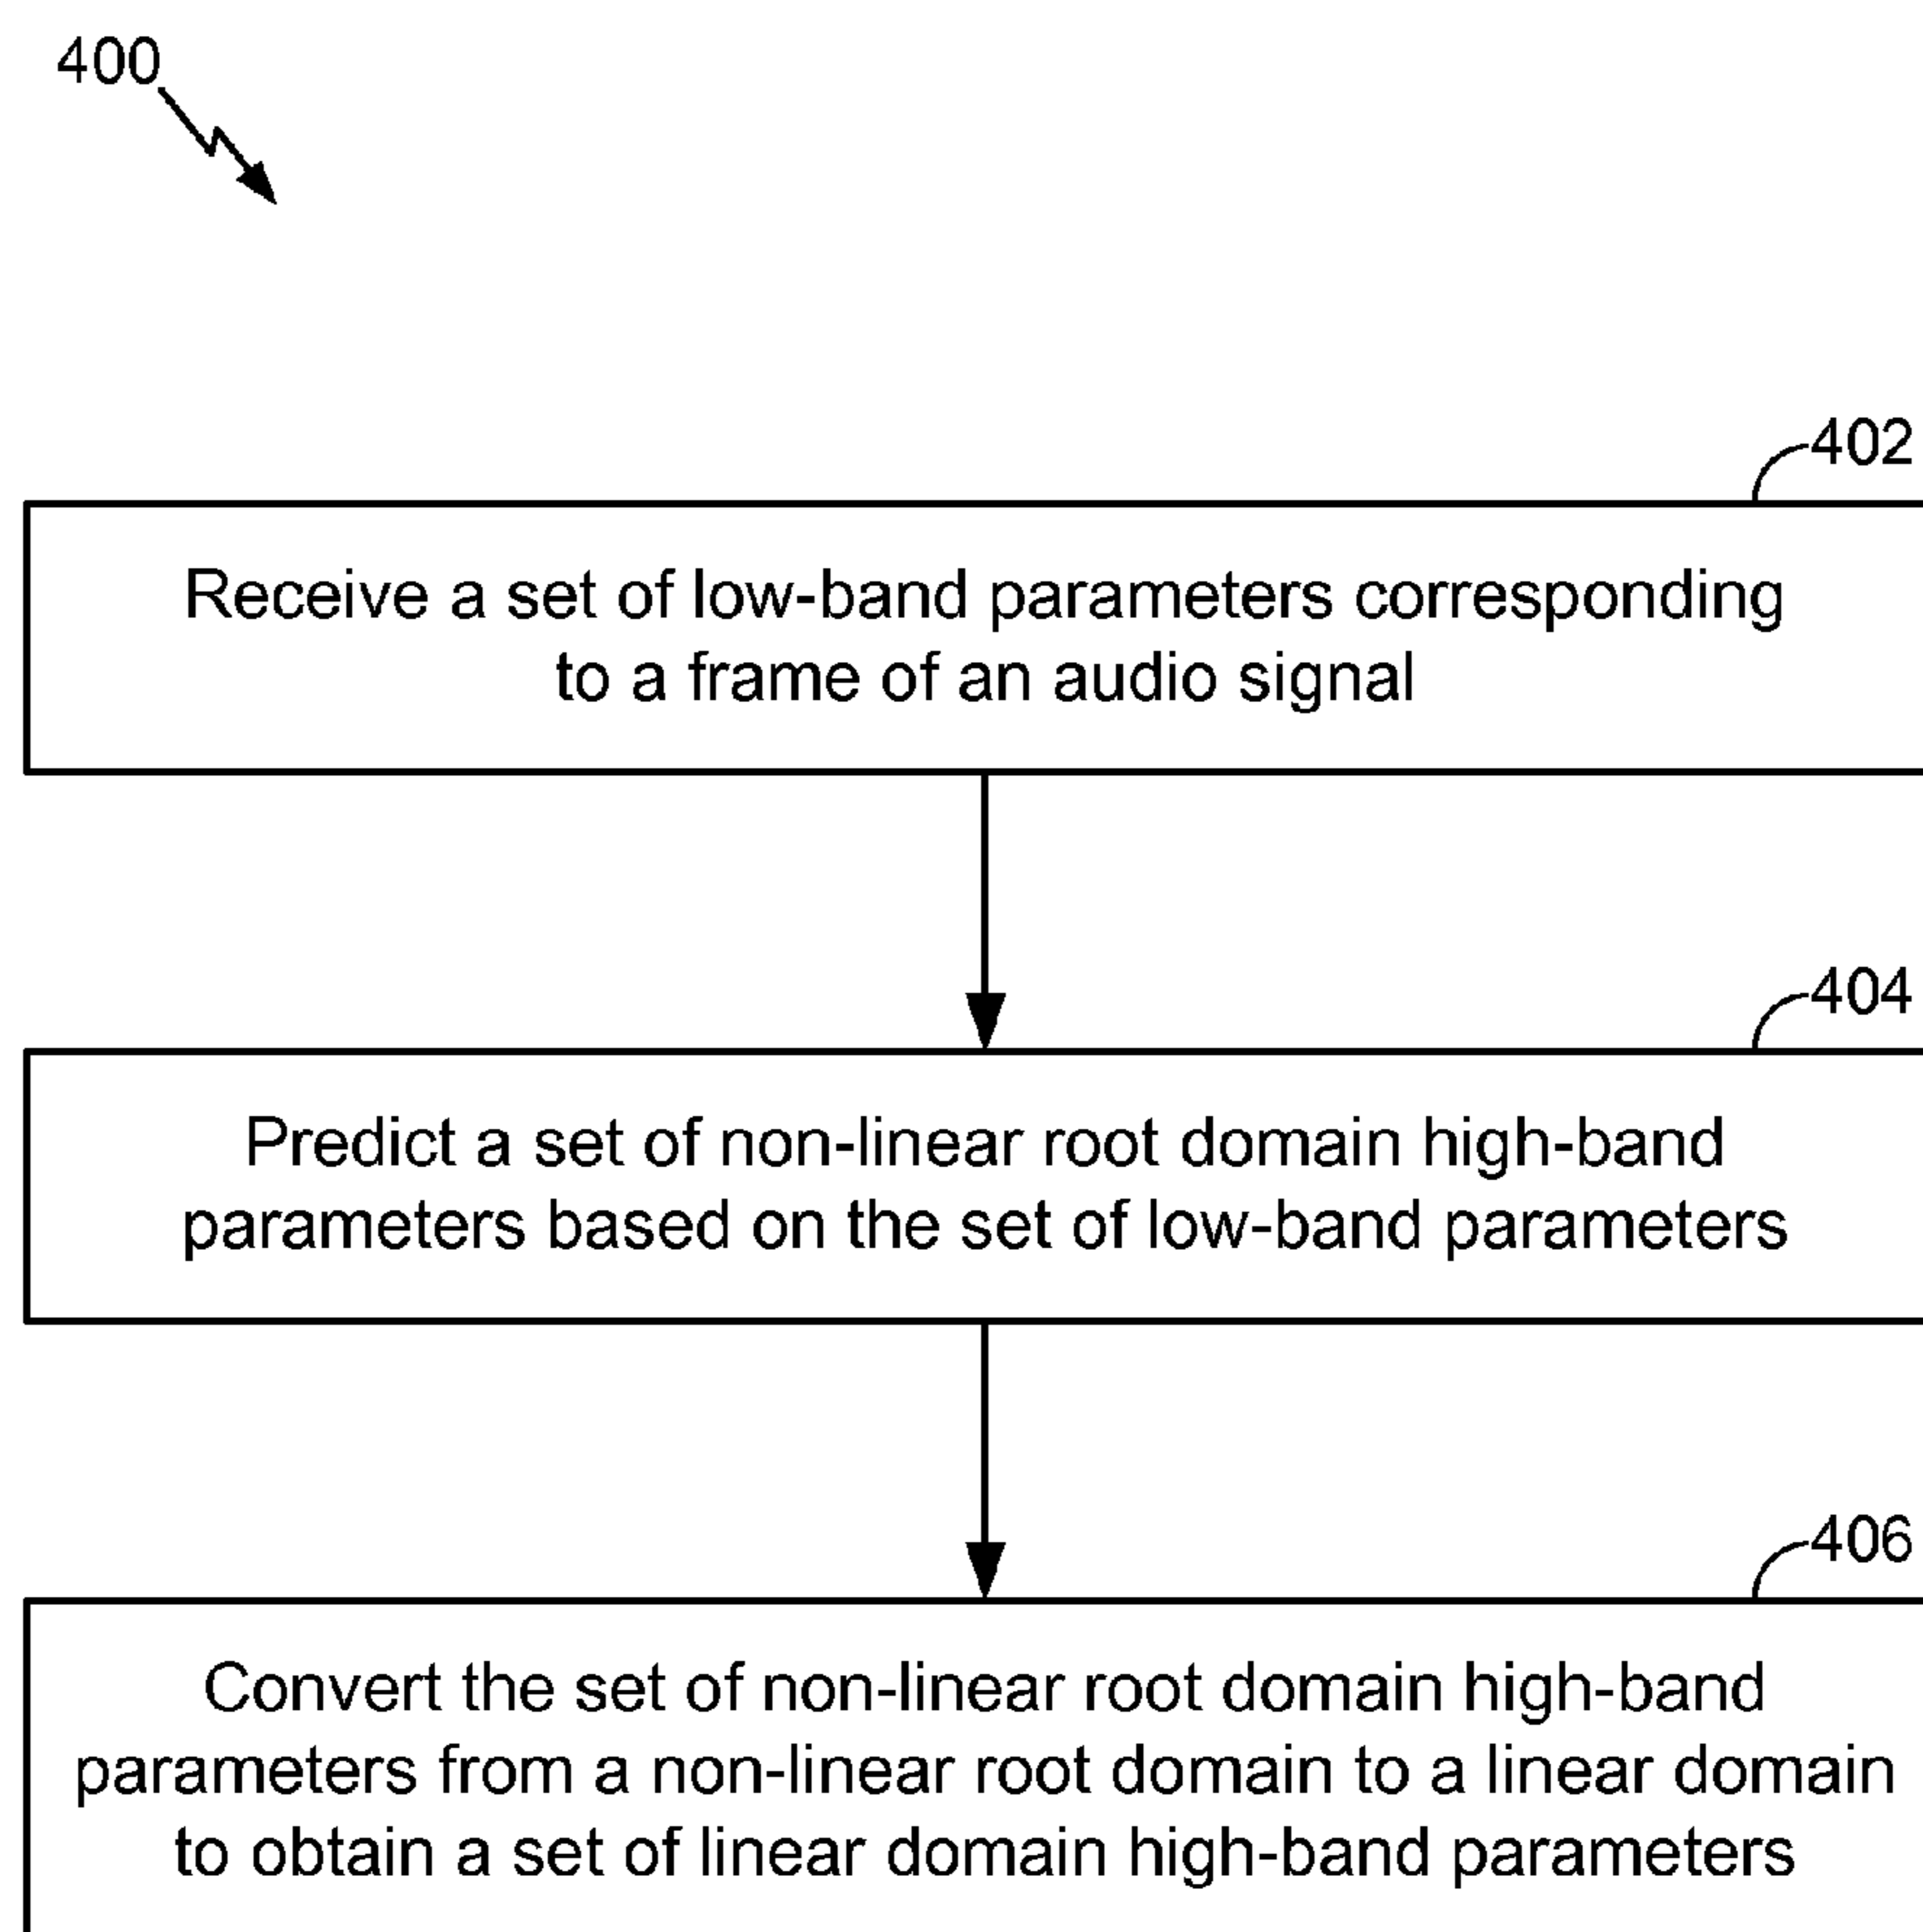 400
402
Receive a set of low-band parameters corresponding
to a frame of an audio signal
404
Predict a set of non-linear root domain high-band
parameters based on the set of low-band parameters
406
Convert the set of non-linear root domain high-band
parameters from a non-linear root domain to a linear domain
to obtain a set of linear domain high-band parameters